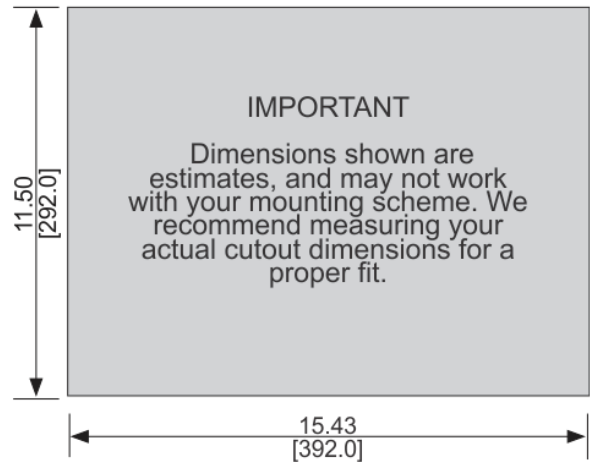 IMPORTANT
Dimensions shown are
estimates, and may not work
with your mounting scheme. We
recommend measuring your
actual cutout dimensions for a
proper fit.
11.50
[292.0]
15.43
[392.0]